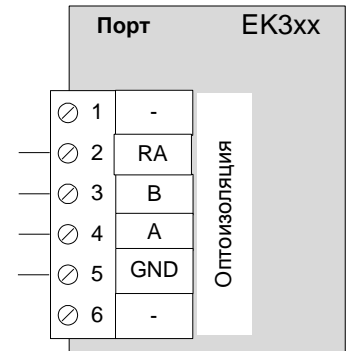 Порт EK3xx
1 -
2 RA
3 B
4 A
5 GND
6 -
Оптоизоляция